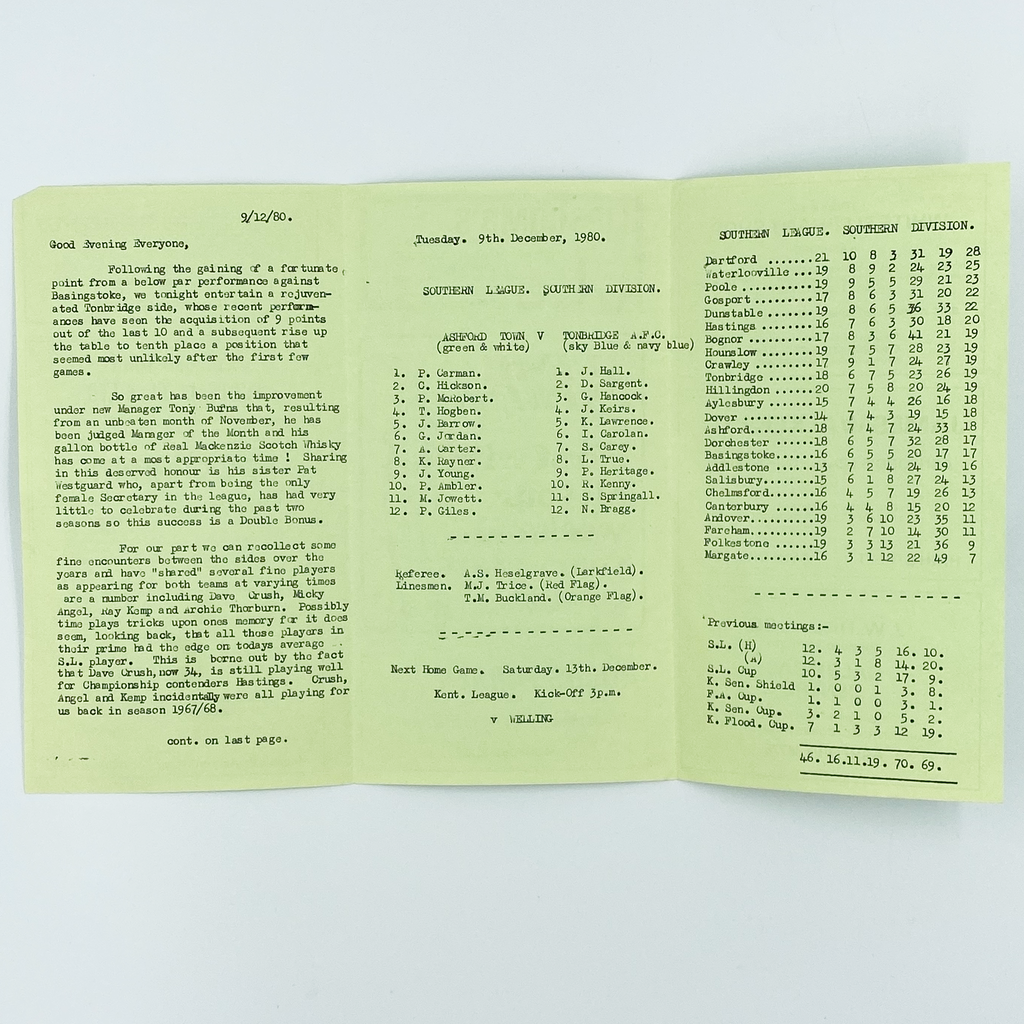 9/12/80.
Good Evening Everyone,
Following the gaining of a fortunate
point from a below par performance against
Basingstoke, we tonight entertain a rejuven-
ated Tonbridge side, whose recent perform-
ances have seen the acquisition of 9 points
out of the last 10 and a subsequent rise up
the table to tenth place a position that
seemed most unlikely after the first few
games.
So great has been the improvement
under new Manager Tony Burns that, resulting
from an unbeaten month of November, he has
been judged Manager of the Month and his
gallon bottle of Real Mackenzie Scotch Whisky
has come at a most appropriate time ! Sharing
in this deserved honour is his sister Pat
Westguard who, apart from being the only
female Secretary in the league, has had very
little to celebrate during the past two
seasons so this success is a Double Bonus.
For our part we can recollect some
fine encounters between the sides over the
years and have "shared" several fine players
as appearing for both teams at varying times
are a number including Dave Crush, Micky
Angel, Ray Kemp and Archie Thorburn. Possibly
time plays tricks upon ones memory for it does
seem, looking back, that all these players in
their prime had the edge on todays average
S.L. player. This is borne out by the fact
that Dave Crush, now 34, is still playing well
for Championship contenders Hastings. Crush,
Angel and Kemp incidentally were all playing for
us back in season 1967/68.
cont. on last page.
Tuesday. 9th. December, 1980.
SOUTHERN LEAGUE. SOUTHERN DIVISION.
ASHFORD TOWN V TONBRIDGE A.F.C.
(green & white) (sky Blue & navy blue)
1. P. Carman. 1. J. Hall.
2. C. Hickson. 2. D. Sargent.
3. P. McRobert. 3. G. Hancock.
4. T. Hogben. 4. J. Keirs.
5. J. Barrow. 5. K. Lawrence.
6. G. Jordan. 6. I. Carolan.
7. A. Carter. 7. S. Carey.
8. K. Rayner. 8. L. True.
9. J. Young. 9. P. Heritage.
10. P. Ambler. 10. R. Kenny.
11. M. Jowett. 11. S. Springall.
12. P. Giles. 12. N. Bragg.
Referee. A.S. Heselgrave. (Larkfield).
Linesmen. M.J. Trice. (Red Flag).
T.M. Buckland. (Orange Flag).
Next Home Game. Saturday. 13th. December.
Kent. League. Kick-Off 3p.m.
v WELLING
SOUTHERN LEAGUE. SOUTHERN DIVISION.
Dartford .......21 10 8 3 31 19 28
Waterlooville ...19 8 9 2 24 23 25
Poole ..........19 9 5 5 29 21 23
Gosport ........17 8 6 3 31 20 22
Dunstable .......19 8 6 5 36 33 22
Hastings .......16 7 6 3 30 18 20
Bognor .........17 8 3 6 41 21 19
Hounslow .......19 7 5 7 28 23 19
Crawley ........17 9 1 7 24 27 19
Tonbridge ......18 6 7 5 23 26 19
Hillingdon .....20 7 5 8 20 24 19
Aylesbury ......15 7 4 4 26 16 18
Dover ..........14 7 4 3 19 15 18
Ashford.........18 7 4 7 24 33 18
Dorchester .....18 6 5 7 32 28 17
Basingstoke.....16 6 5 5 20 17 17
Addlestone .....13 7 2 4 24 19 16
Salisbury.......15 6 1 8 27 24 13
Chelmsford......16 4 5 7 19 26 13
Canterbury .....16 4 4 8 15 20 12
Andover.........19 3 6 10 23 35 11
Fareham.........19 2 7 10 14 30 11
Folkestone .....19 3 3 13 21 36 9
Margate.........16 3 1 12 22 49 7
Previous meetings:-
S.L. (H) 12. 4 3 5 16. 10.
(A) 12. 3 1 8 14. 20.
S.L. Cup 10. 5 3 2 17. 9.
K. Sen. Shield 1. 0 0 1 3. 8.
F.A. Cup. 1. 1 0 0 3. 1.
K. Sen. Cup. 3. 2 1 0 5. 2.
K. Flood. Cup. 7 1 3 3 12 19.
46. 16.11.19. 70. 69.